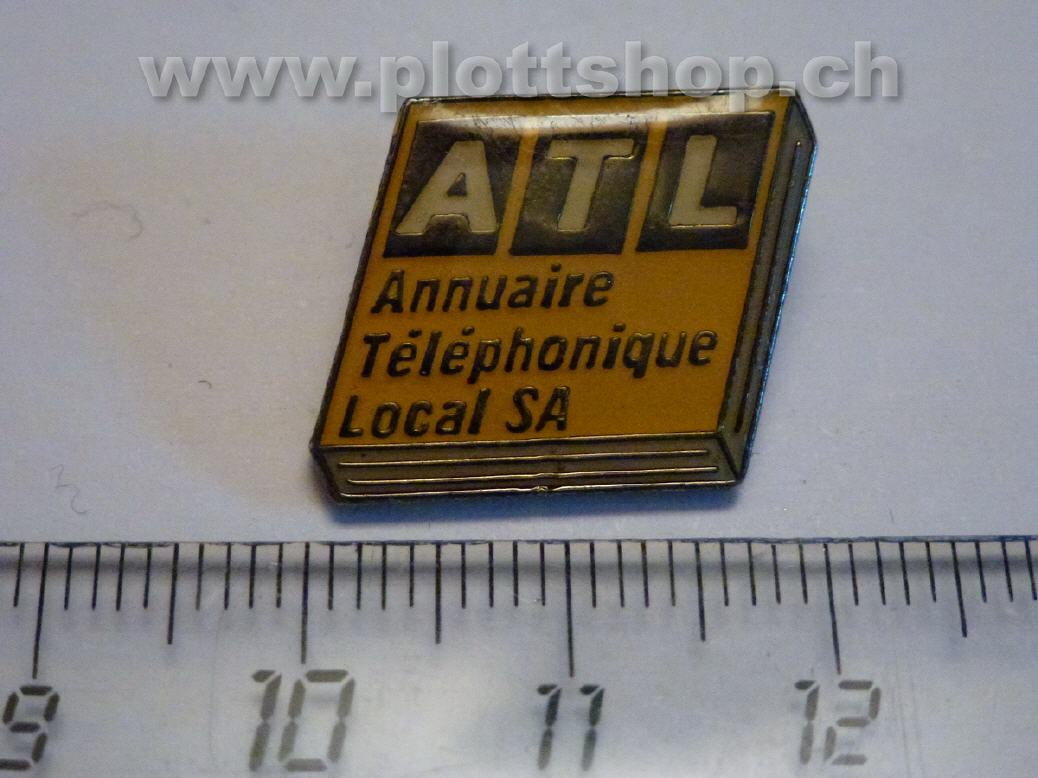 www.plottshop.ch
ATL
Annuaire
Téléphonique
Local SA
9 10 11 12